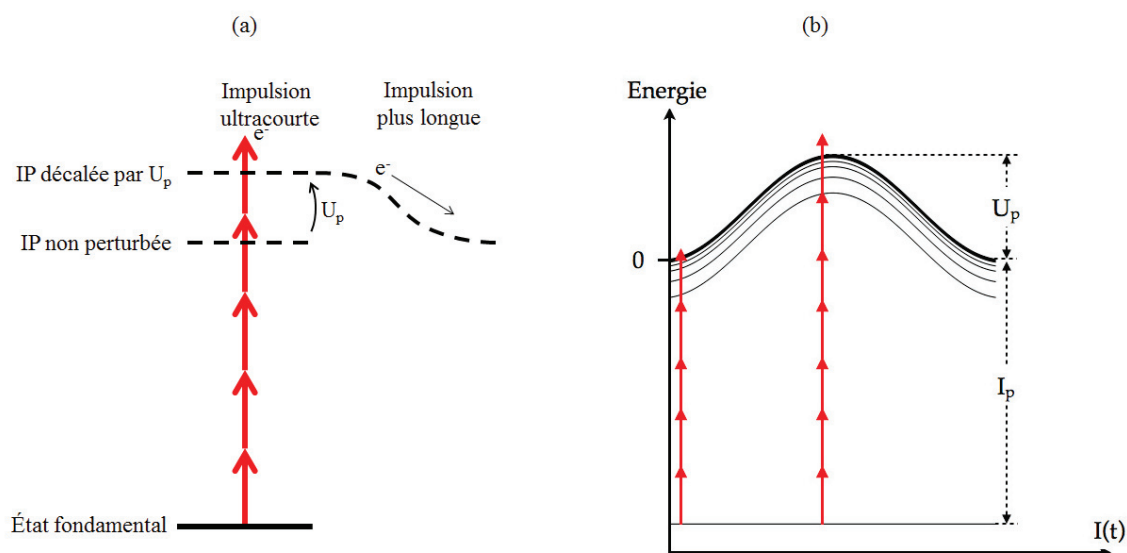 (a)
Impulsion
ultracourte
Impulsion
plus longue
e-
IP décalée par Up
e-
Up
IP non perturbée
État fondamental
(b)
Energie
Up
0
Ip
I(t)